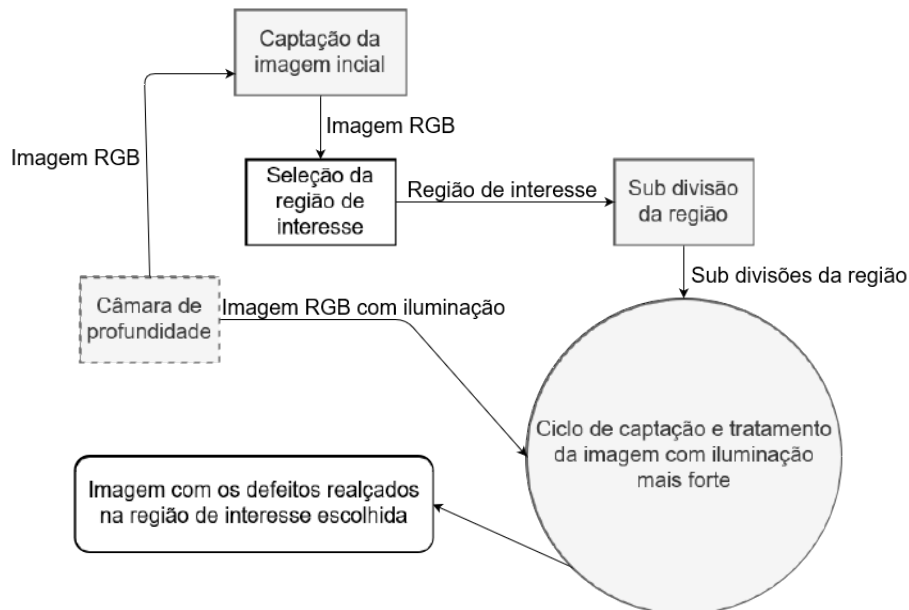 Captação da
imagem incial
Imagem RGB
Imagem RGB
Seleção da
região de
interesse
Região de interesse
Sub divisão
da região
Sub divisões da região
Câmara de
profundidade
Imagem RGB com iluminação
Ciclo de captação e tratamento
da imagem com iluminação
mais forte
Imagem com os defeitos realçados
na região de interesse escolhida